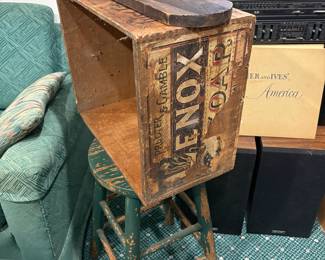 PROCTER & GAMBLE
LENOX
SOAP
ER AND IVES'
America